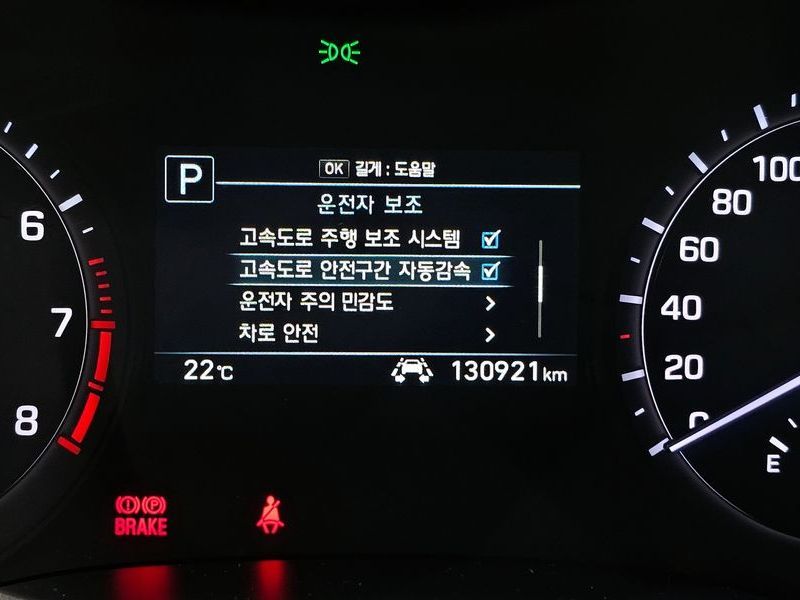 OK 길게 : 도움말
P
운전자 보조
고속도로 주행 보조 시스템
고속도로 안전구간 자동감속
운전자 주의 민감도
차로 안전
22℃
130921 km
6
7
8
100
80
60
40
20
0
E
BRAKE